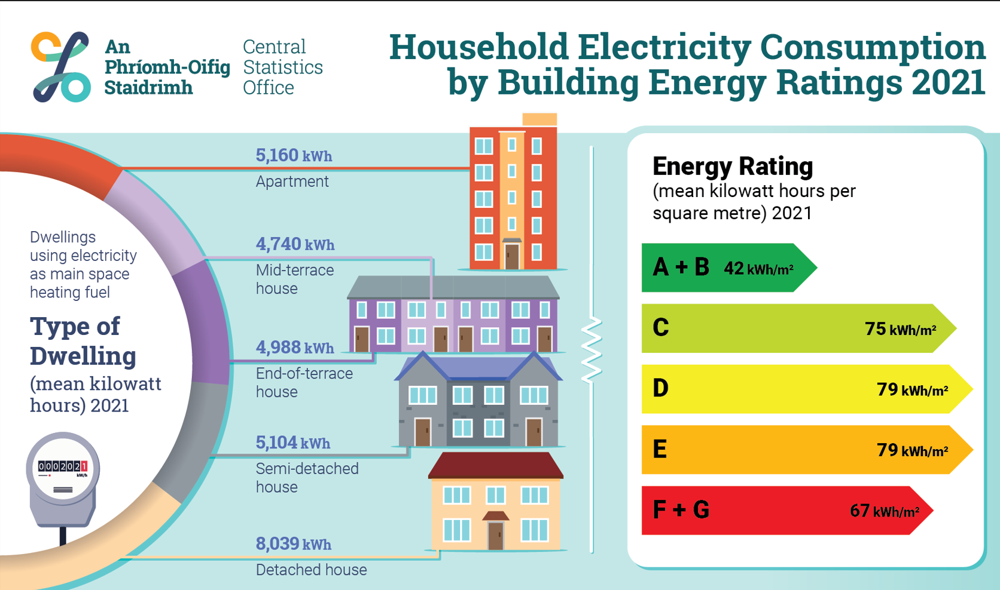 An
Phríomh-Oifig
Staidrimh
Central
Statistics
Office
Household Electricity Consumption
by Building Energy Ratings 2021
Dwellings
using electricity
as main space
heating fuel
Type of
Dwelling
(mean kilowatt
hours) 2021
0002021
kW/h
5,160 kWh
Apartment
4,740 kWh
Mid-terrace
house
4,988 kWh
End-of-terrace
house
5,104 kWh
Semi-detached
house
8,039 kWh
Detached house
Energy Rating
(mean kilowatt hours per
square metre) 2021
A + B 42 kWh/m²
C 75 kWh/m²
D 79 kWh/m²
E 79 kWh/m²
F + G 67 kWh/m²